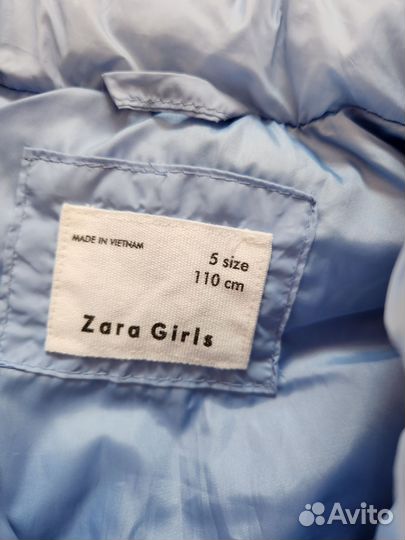 MADE IN VIETNAM
5 size
110 cm
Zara Girls
Avito